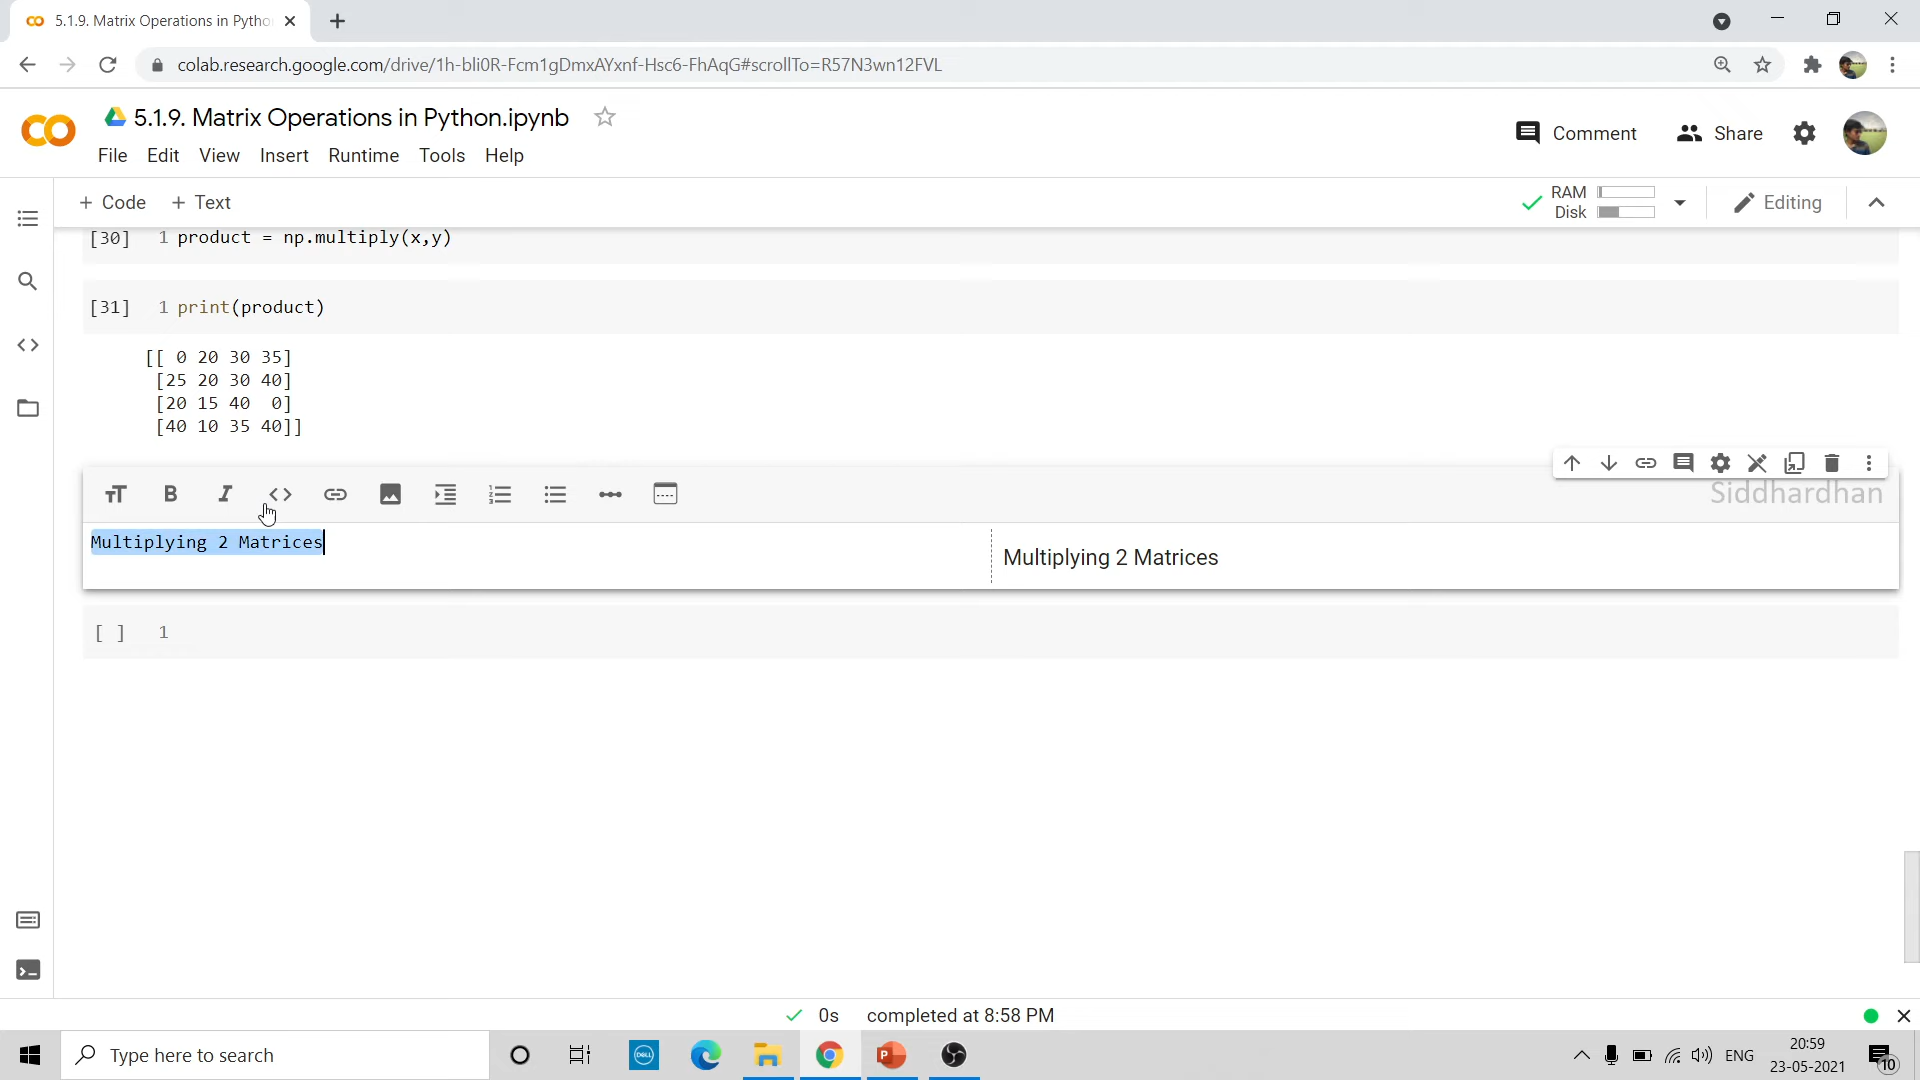 5.1.9. Matrix Operations in Pytho
colab.research.google.com/drive/1h-bli0R-Fcm1gDmxAYxnf-Hsc6-FhAqG#scrollTo=R57N3wn12FVL
5.1.9. Matrix Operations in Python.ipynb
Comment
Share
File Edit View Insert Runtime Tools Help
+ Code + Text
RAM
Disk
Editing
[30] 1 product = np.multiply(x,y)
[31] 1 print(product)
[[ 0 20 30 35]
[25 20 30 40]
[20 15 40 0]
[40 10 35 40]]
Siddhardhan
Multiplying 2 Matrices
Multiplying 2 Matrices
[ ] 1
0s completed at 8:58 PM
Type here to search
DELL
ENG
20:59
23-05-2021
10